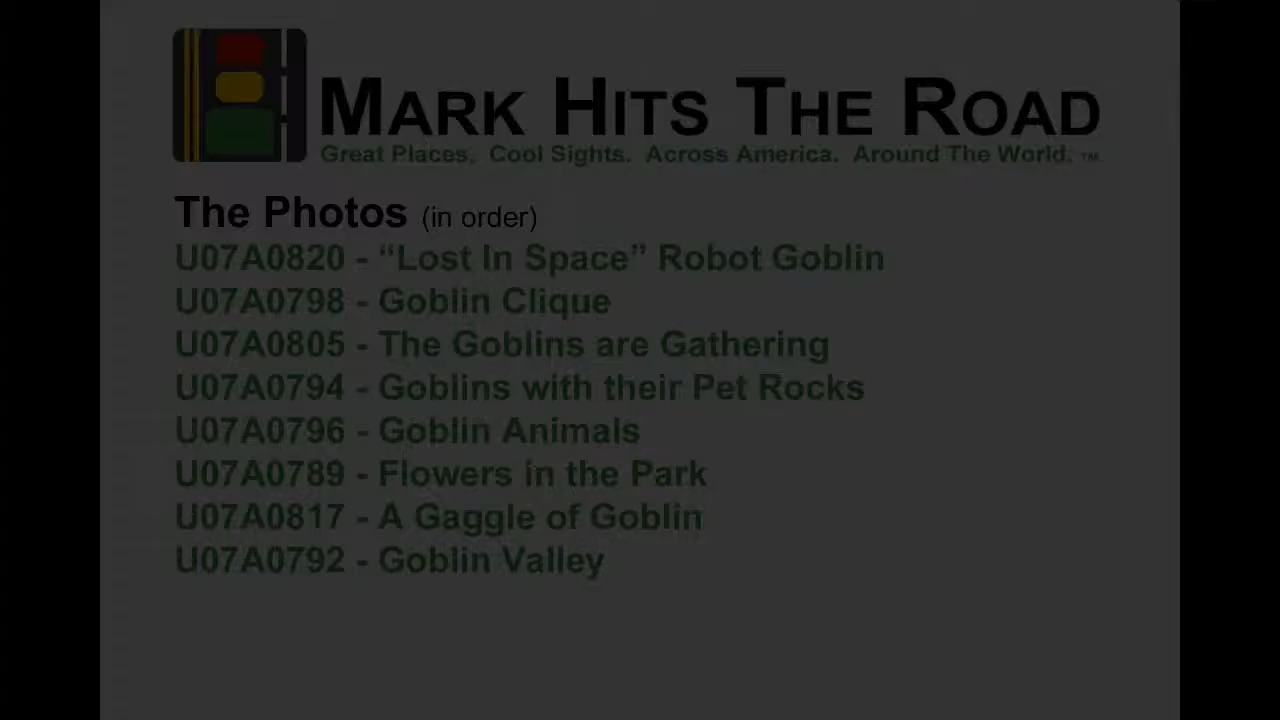 MARK HITS THE ROAD
Great Places. Cool Sights. Across America. Around The World. TM
The Photos (in order)
U07A0820 - “Lost In Space” Robot Goblin
U07A0798 - Goblin Clique
U07A0805 - The Goblins are Gathering
U07A0794 - Goblins with their Pet Rocks
U07A0796 - Goblin Animals
U07A0789 - Flowers in the Park
U07A0817 - A Gaggle of Goblin
U07A0792 - Goblin Valley